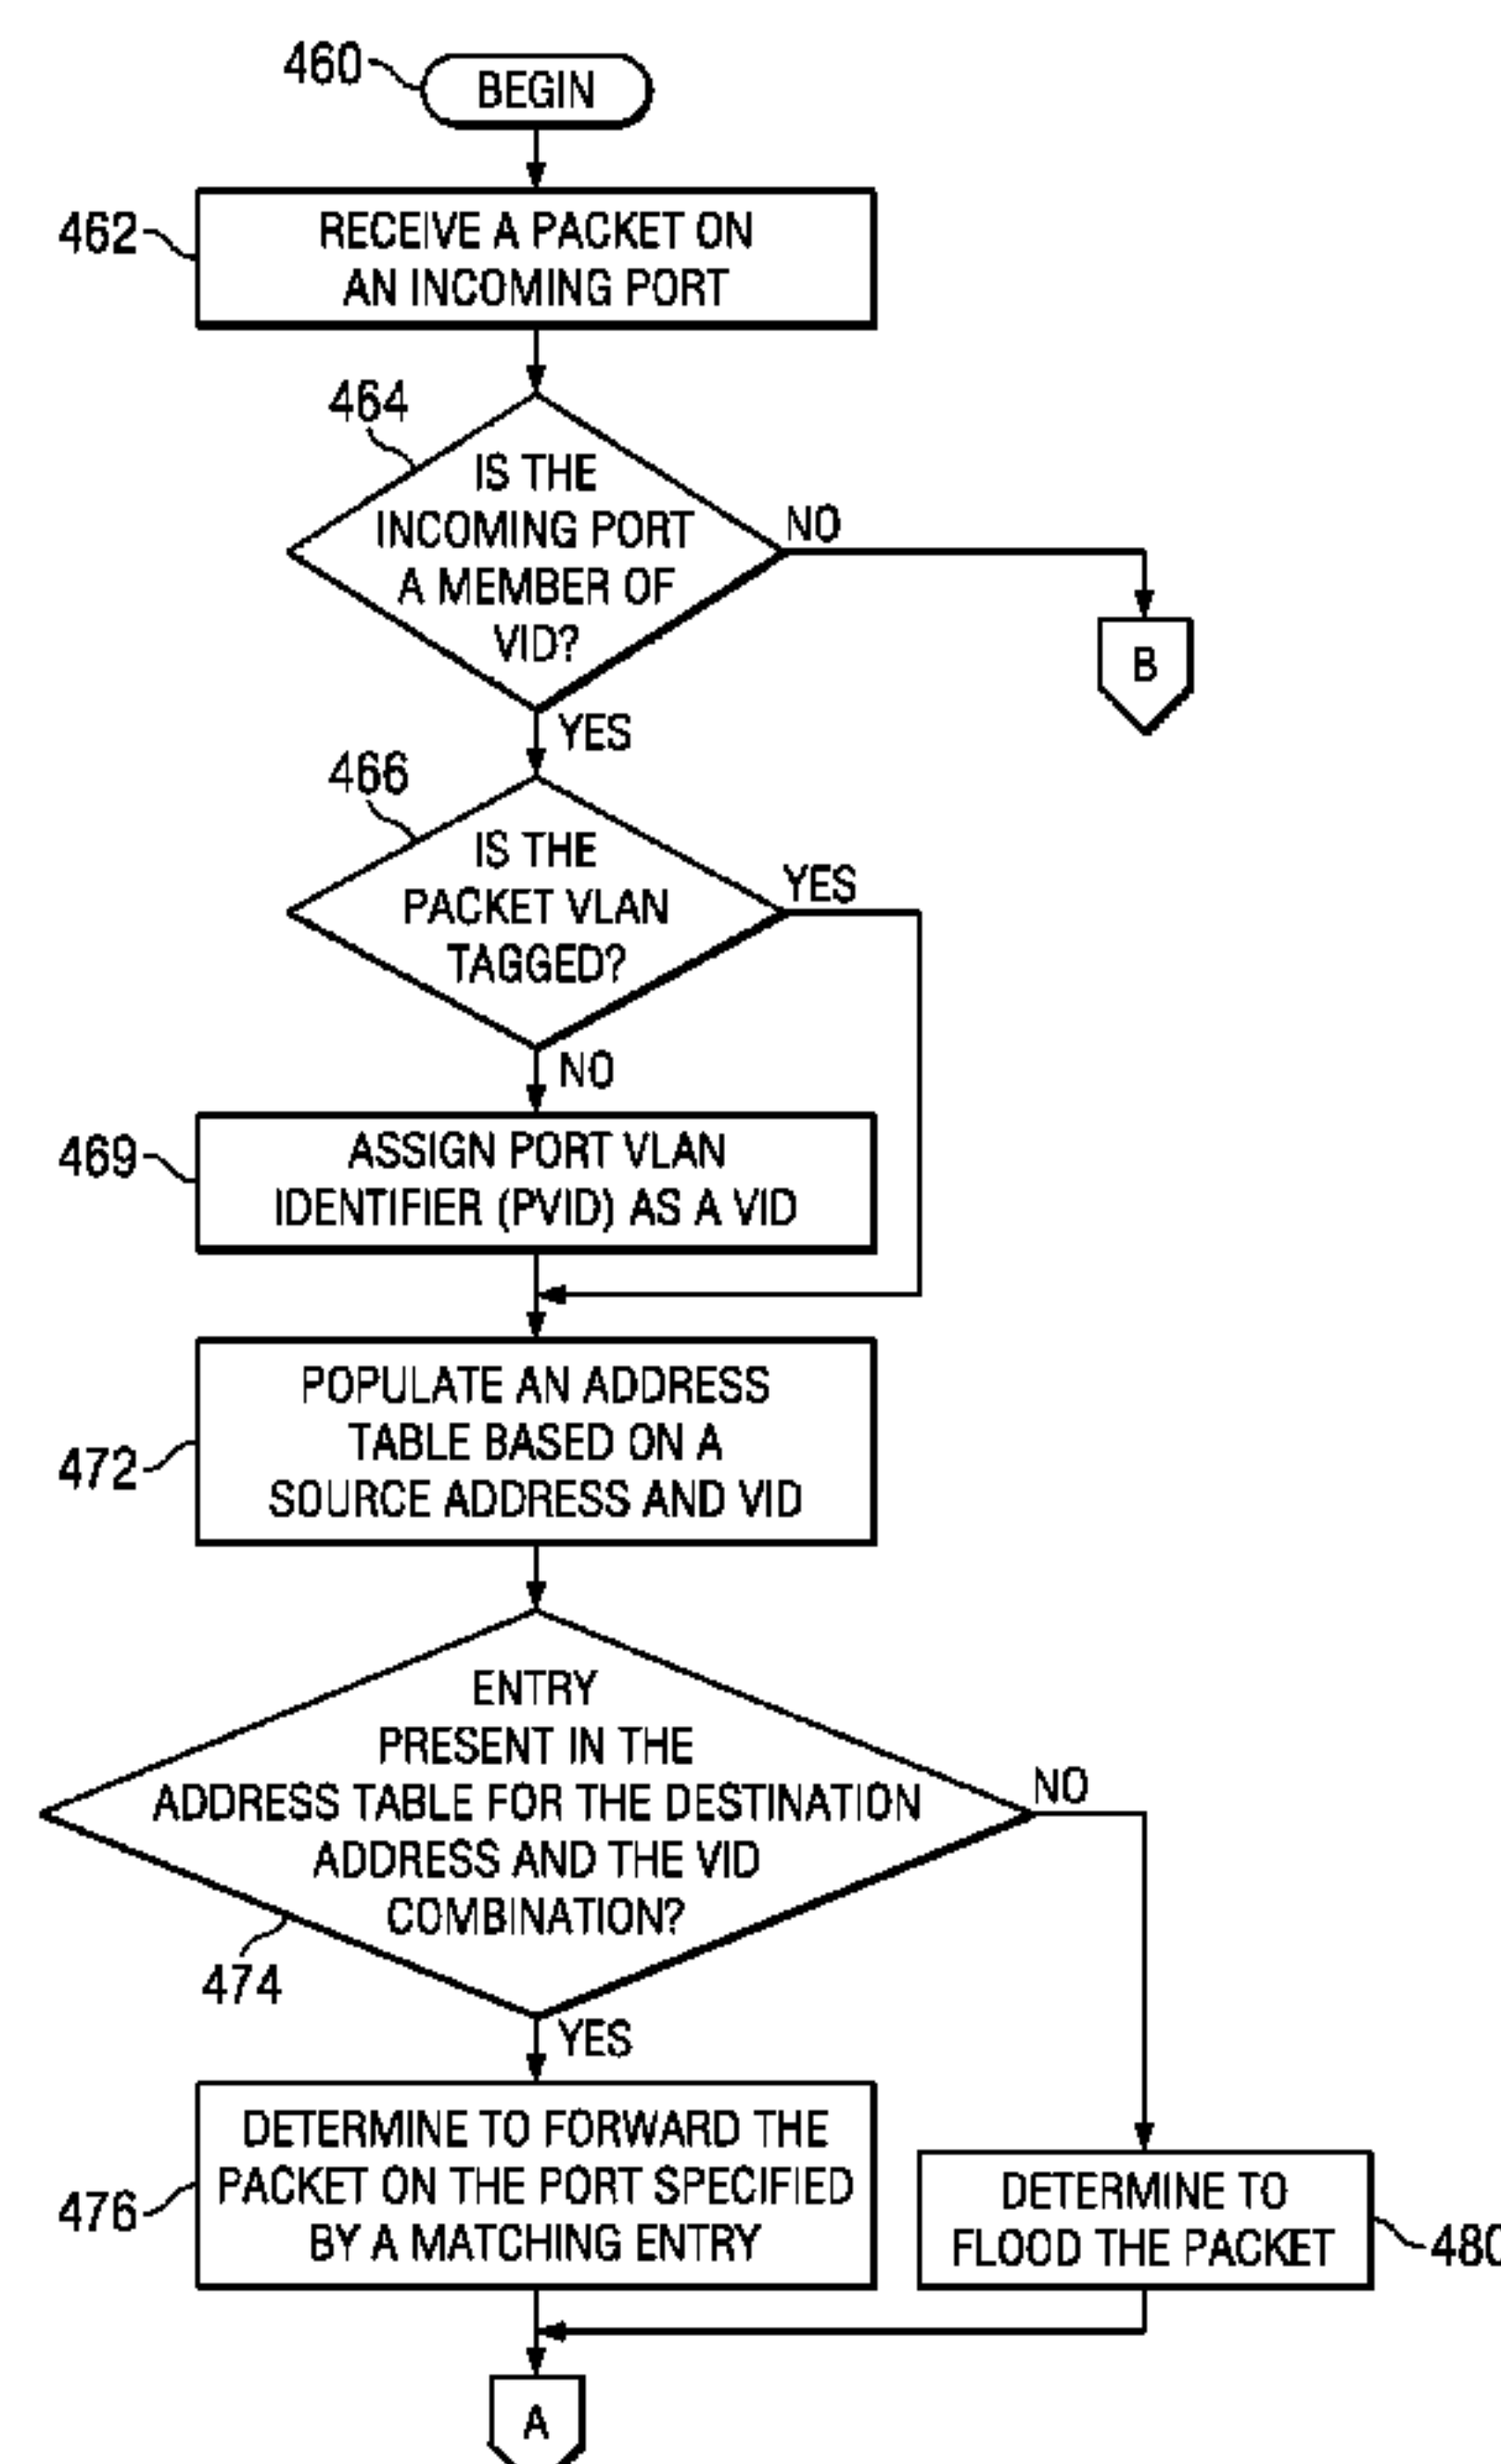 460
BEGIN
462
RECEIVE A PACKET ON
AN INCOMING PORT
464
IS THE
INCOMING PORT
A MEMBER OF
VID?
NO
B
YES
466
IS THE
PACKET VLAN
TAGGED?
YES
NO
469
ASSIGN PORT VLAN
IDENTIFIER (PVID) AS A VID
472
POPULATE AN ADDRESS
TABLE BASED ON A
SOURCE ADDRESS AND VID
ENTRY
PRESENT IN THE
ADDRESS TABLE FOR THE DESTINATION
ADDRESS AND THE VID
COMBINATION?
NO
474
YES
476
DETERMINE TO FORWARD THE
PACKET ON THE PORT SPECIFIED
BY A MATCHING ENTRY
DETERMINE TO
FLOOD THE PACKET
480
A